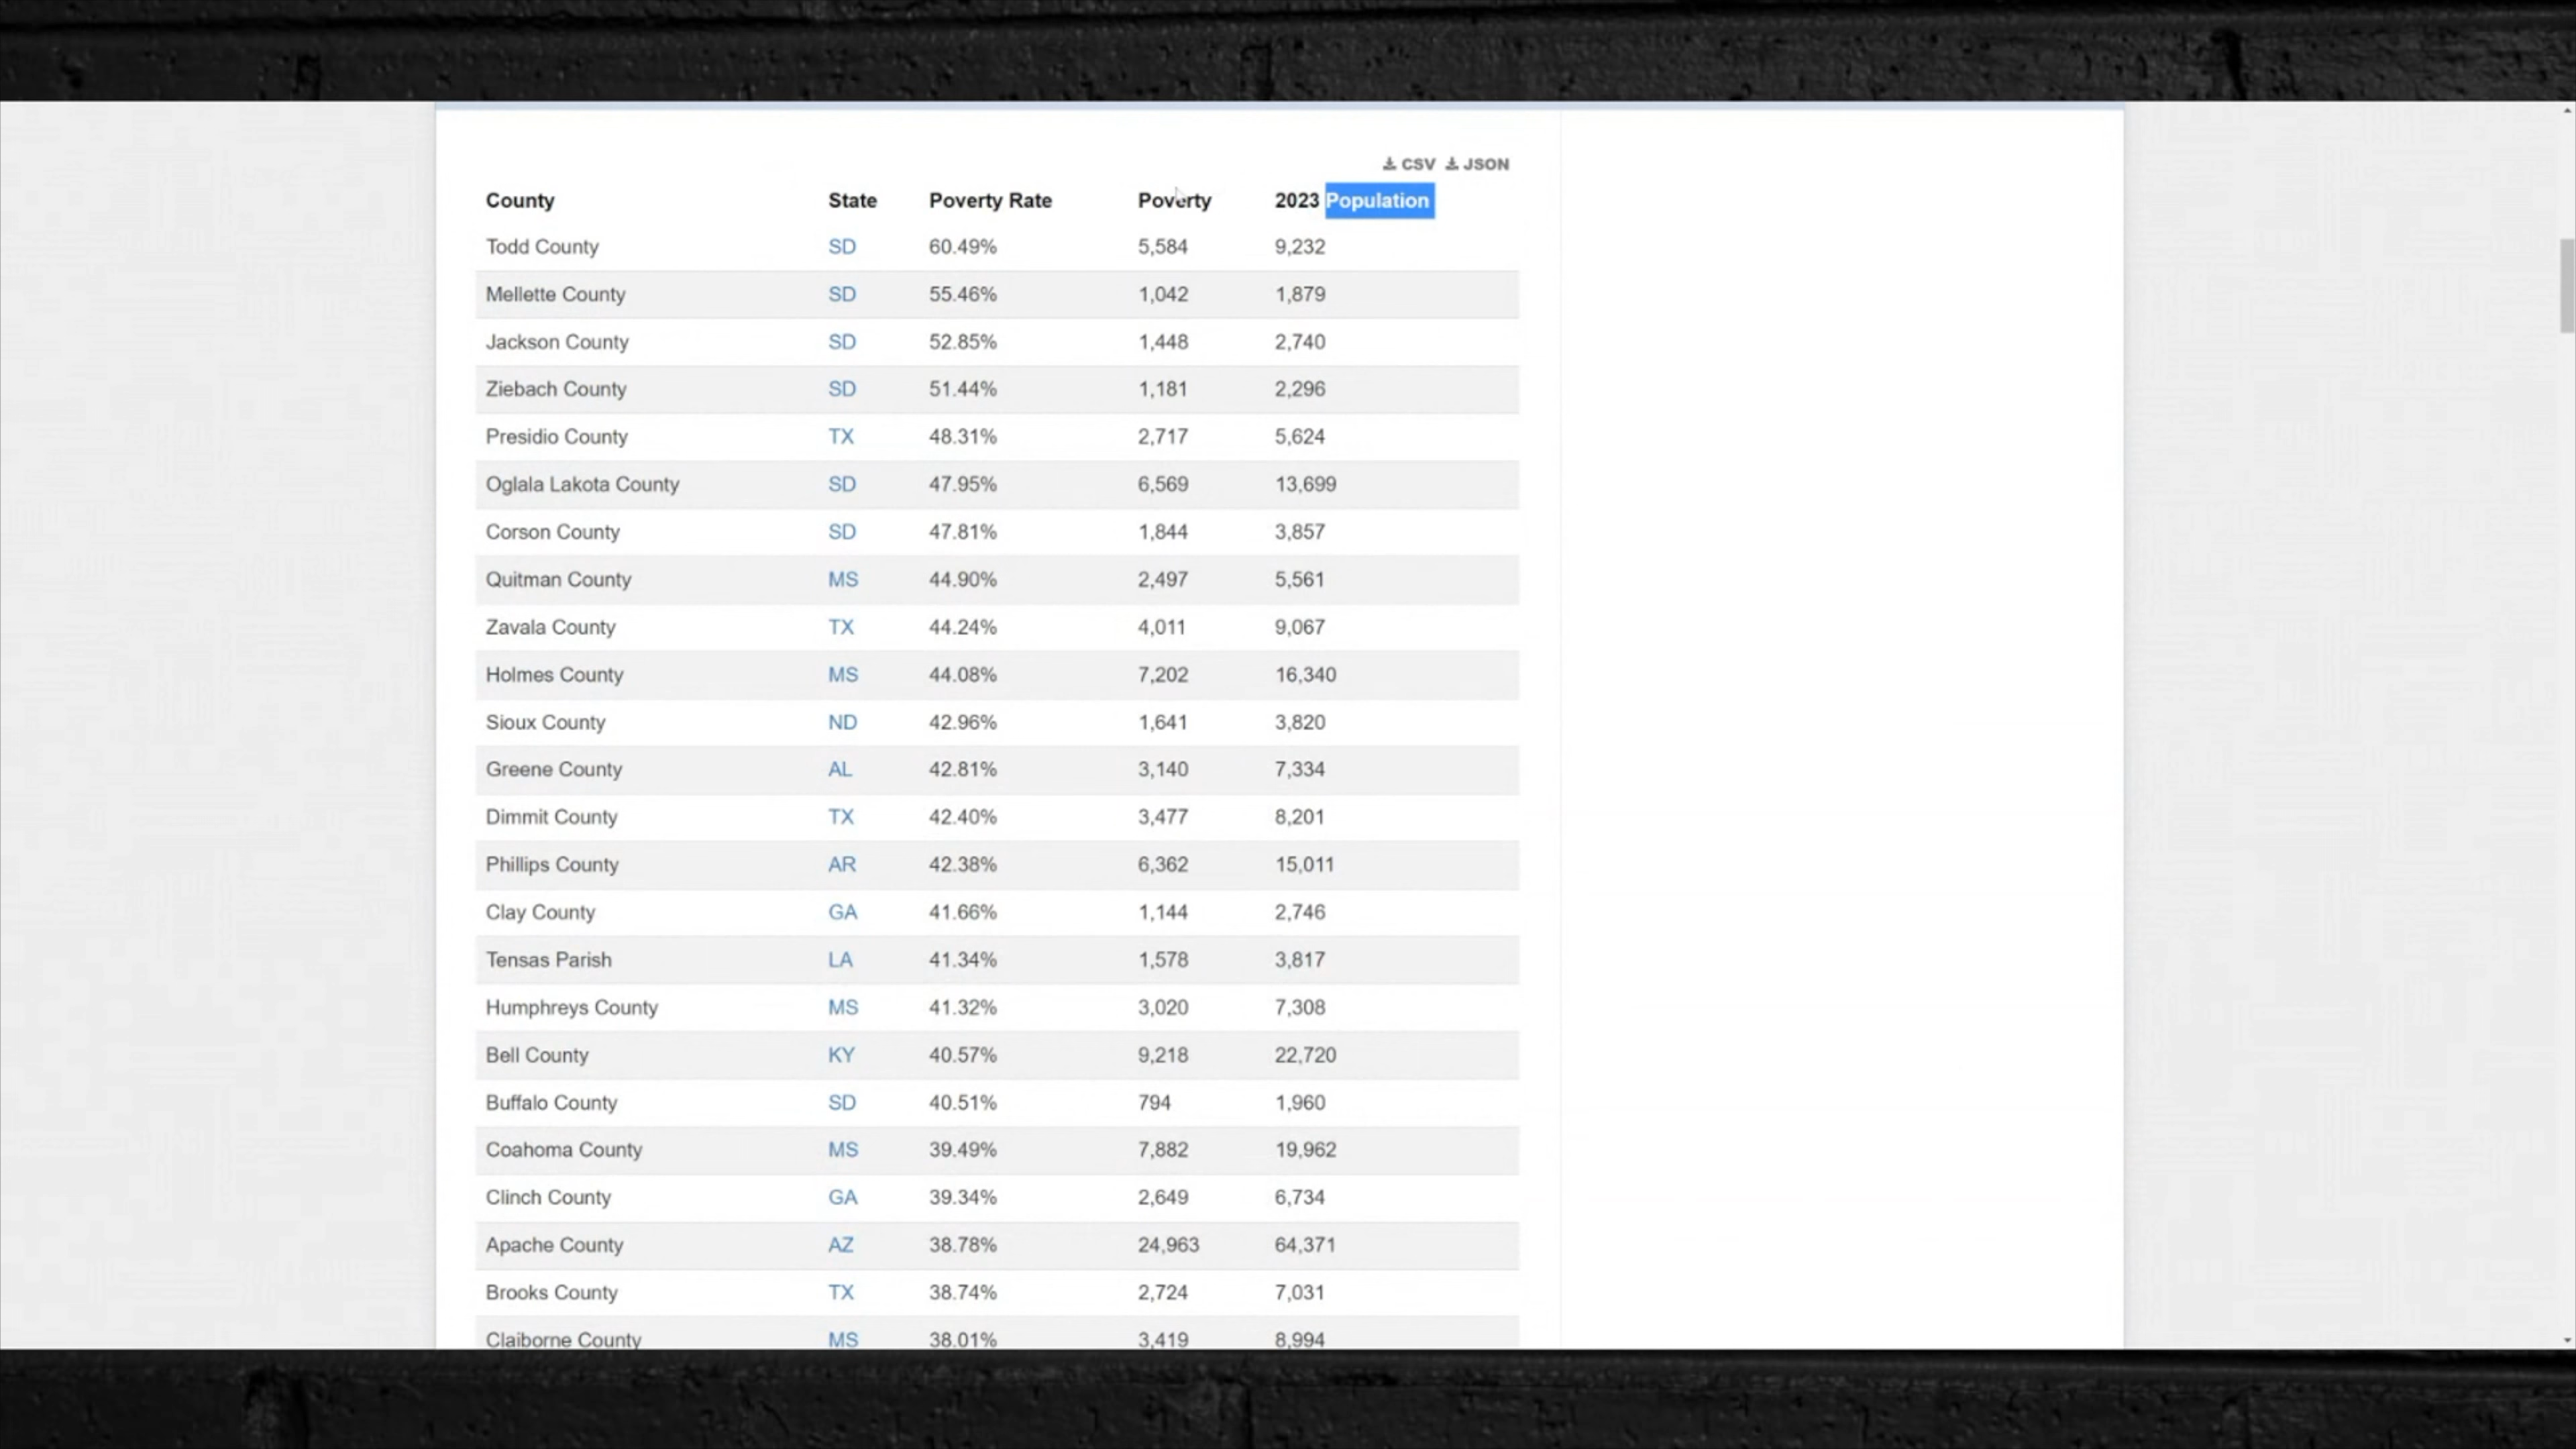 CSV JSON
County State Poverty Rate Poverty 2023 Population
Todd County SD 60.49% 5,584 9,232
Mellette County SD 55.46% 1,042 1,879
Jackson County SD 52.85% 1,448 2,740
Ziebach County SD 51.44% 1,181 2,296
Presidio County TX 48.31% 2,717 5,624
Oglala Lakota County SD 47.95% 6,569 13,699
Corson County SD 47.81% 1,844 3,857
Quitman County MS 44.90% 2,497 5,561
Zavala County TX 44.24% 4,011 9,067
Holmes County MS 44.08% 7,202 16,340
Sioux County ND 42.96% 1,641 3,820
Greene County AL 42.81% 3,140 7,334
Dimmit County TX 42.40% 3,477 8,201
Phillips County AR 42.38% 6,362 15,011
Clay County GA 41.66% 1,144 2,746
Tensas Parish LA 41.34% 1,578 3,817
Humphreys County MS 41.32% 3,020 7,308
Bell County KY 40.57% 9,218 22,720
Buffalo County SD 40.51% 794 1,960
Coahoma County MS 39.49% 7,882 19,962
Clinch County GA 39.34% 2,649 6,734
Apache County AZ 38.78% 24,963 64,371
Brooks County TX 38.74% 2,724 7,031
Claiborne County MS 38.01% 3,419 8,994